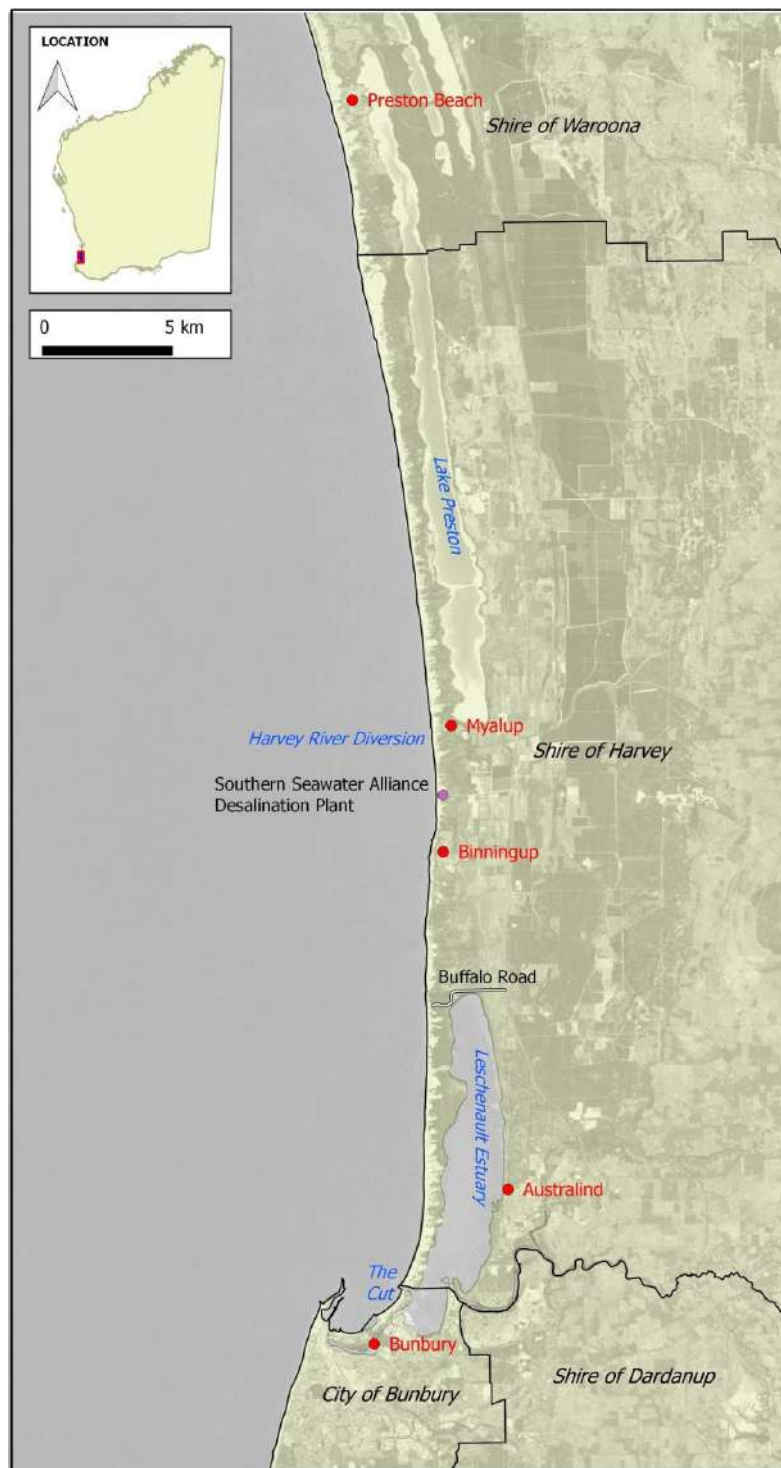 LOCATION
Preston Beach
Shire of Waroona
0 5 km
Lake Preston
Myalup
Harvey River Diversion
Shire of Harvey
Southern Seawater Alliance
Desalination Plant
Binningup
Buffalo Road
Leschenault Estuary
Australind
The
Cut
Bunbury
Shire of Dardanup
City of Bunbury